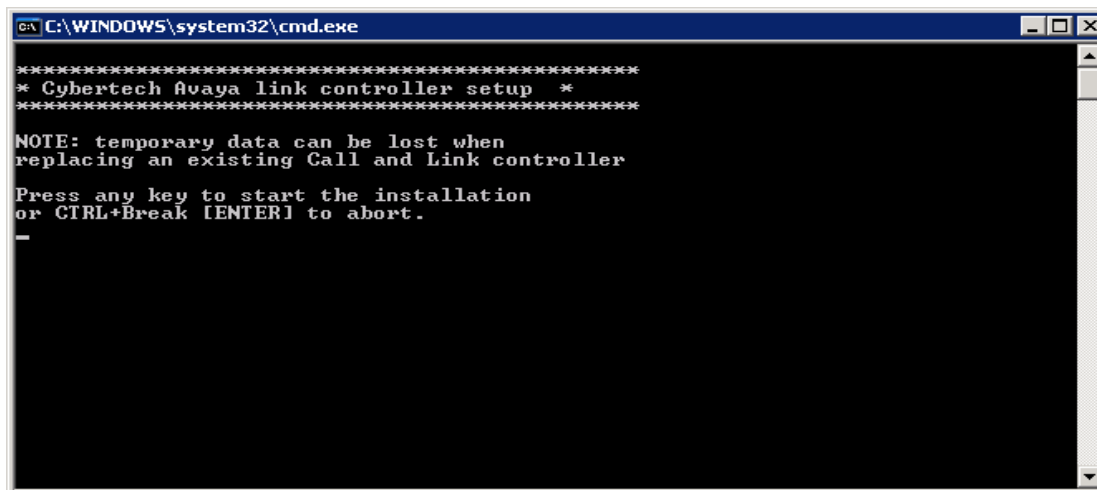 C:\WINDOWS\system32\cmd.exe
***********************************************
* Cybertech Avaya link controller setup  *
***********************************************
NOTE: temporary data can be lost when
replacing an existing Call and Link controller
Press any key to start the installation
or CTRL+Break [ENTER] to abort.